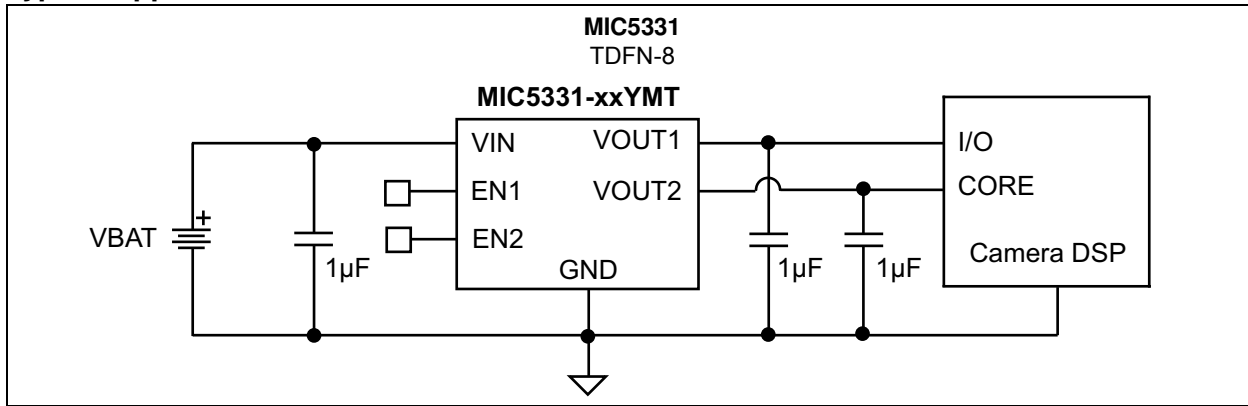 MIC5331
TDFN-8
MIC5331-xxYMT
VIN
VOUT1
I/O
EN1
VOUT2
CORE
+
VBAT
EN2
1µF
GND
1µF
1µF
Camera DSP